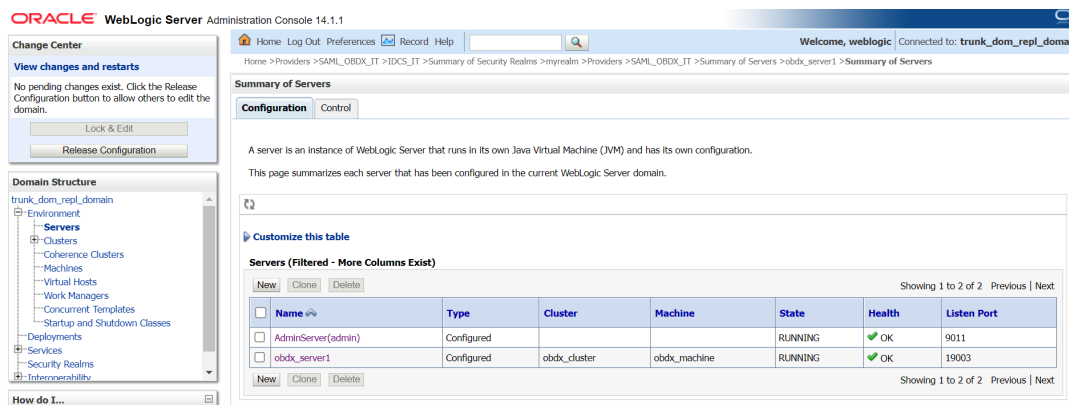 ORACLE WebLogic Server Administration Console 14.1.1
Change Center
View changes and restarts
No pending changes exist. Click the Release
Configuration button to allow others to edit the
domain.
Lock & Edit
Release Configuration
Domain Structure
trunk_dom_repl_domain
Environment
Servers
Clusters
Coherence Clusters
Machines
Virtual Hosts
Work Managers
Concurrent Templates
Startup and Shutdown Classes
Deployments
Services
Security Realms
Interoperability
How do I...
Home Log Out Preferences Record Help
Welcome, weblogic Connected to: trunk_dom_repl_doma
Home >Providers >SAML_OBDX_IT >IDCS_IT >Summary of Security Realms >myrealm >Providers >SAML_OBDX_IT >Summary of Servers >obdx_server1 >Summary of Servers
Summary of Servers
Configuration Control
A server is an instance of WebLogic Server that runs in its own Java Virtual Machine (JVM) and has its own configuration.
This page summarizes each server that has been configured in the current WebLogic Server domain.
Customize this table
Servers (Filtered - More Columns Exist)
New Clone Delete Showing 1 to 2 of 2 Previous | Next
Name Type Cluster Machine State Health Listen Port
AdminServer(admin) Configured RUNNING OK 9011
obdx_server1 Configured obdx_cluster obdx_machine RUNNING OK 19003
New Clone Delete Showing 1 to 2 of 2 Previous | Next